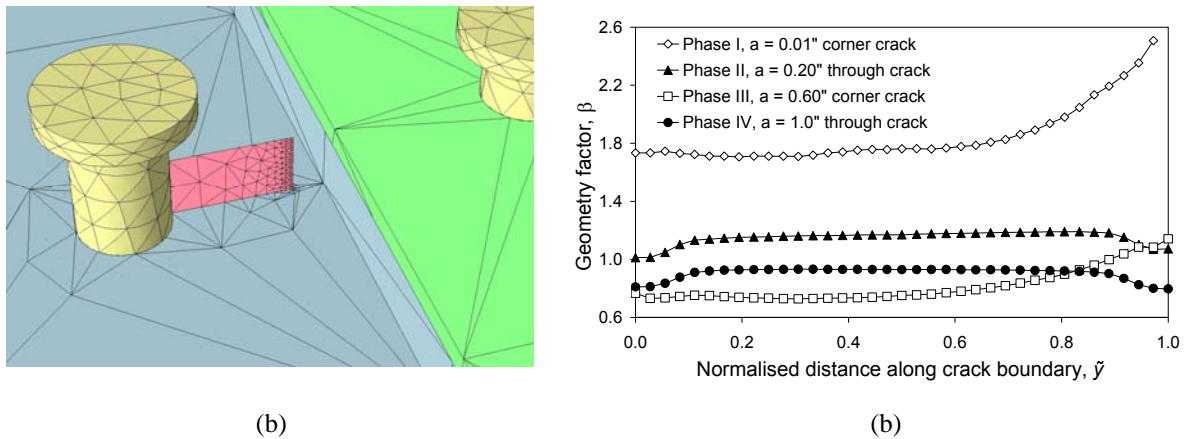 2.6
2.2
1.8
1.4
1.0
0.6
Geometry factor, β
Phase I, a = 0.01" corner crack
Phase II, a = 0.20" through crack
Phase III, a = 0.60" corner crack
Phase IV, a = 1.0" through crack
0.0 0.2 0.4 0.6 0.8 1.0
Normalised distance along crack boundary, ỹ
(b) (b)